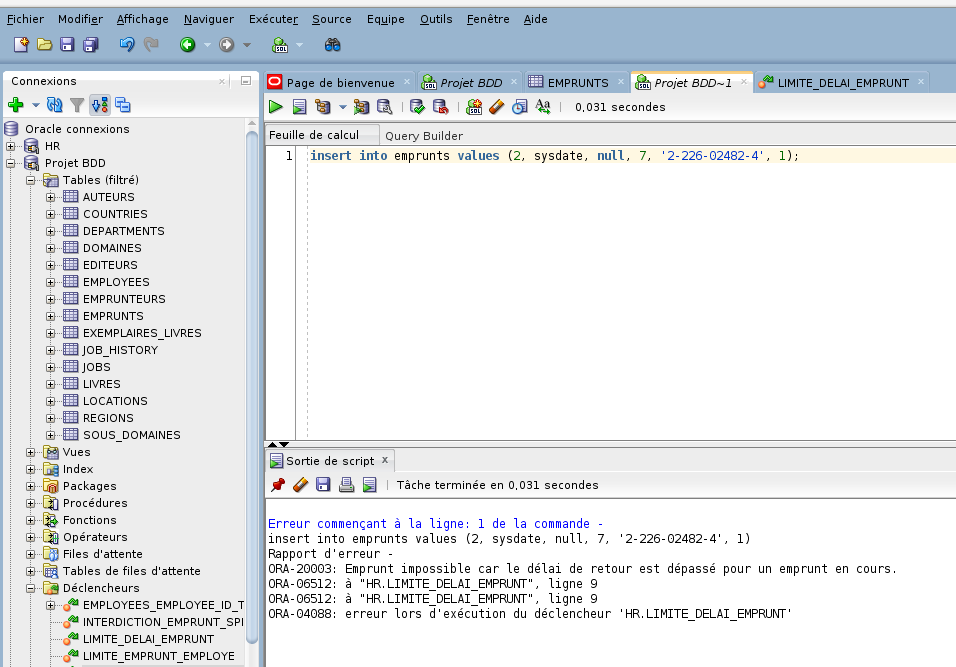 Fichier Modifier Affichage Naviguer Exécuter Source Equipe Outils Fenêtre Aide
Connexions
Oracle connexions
HR
Projet BDD
Tables (filtré)
AUTEURS
COUNTRIES
DEPARTMENTS
DOMAINES
EDITEURS
EMPLOYEES
EMPRUNTEURS
EMPRUNTS
EXEMPLAIRES_LIVRES
JOB_HISTORY
JOBS
LIVRES
LOCATIONS
REGIONS
SOUS_DOMAINES
Vues
Index
Packages
Procédures
Fonctions
Opérateurs
Files d'attente
Tables de files d'attente
Déclencheurs
EMPLOYEES_EMPLOYEE_ID_T
INTERDICTION_EMPRUNT_SPI
LIMITE_DELAI_EMPRUNT
LIMITE_EMPRUNT_EMPLOYE
Page de bienvenue Projet BDD EMPRUNTS Projet BDD~1 LIMITE_DELAI_EMPRUNT
0,031 secondes
Feuille de calcul Query Builder
1 insert into emprunts values (2, sysdate, null, 7, '2-226-02482-4', 1);
Sortie de script x
Tâche terminée en 0,031 secondes
Erreur commençant à la ligne: 1 de la commande -
insert into emprunts values (2, sysdate, null, 7, '2-226-02482-4', 1)
Rapport d'erreur -
ORA-20003: Emprunt impossible car le délai de retour est dépassé pour un emprunt en cours.
ORA-06512: à "HR.LIMITE_DELAI_EMPRUNT", ligne 9
ORA-06512: à "HR.LIMITE_DELAI_EMPRUNT", ligne 9
ORA-04088: erreur lors d'exécution du déclencheur 'HR.LIMITE_DELAI_EMPRUNT'